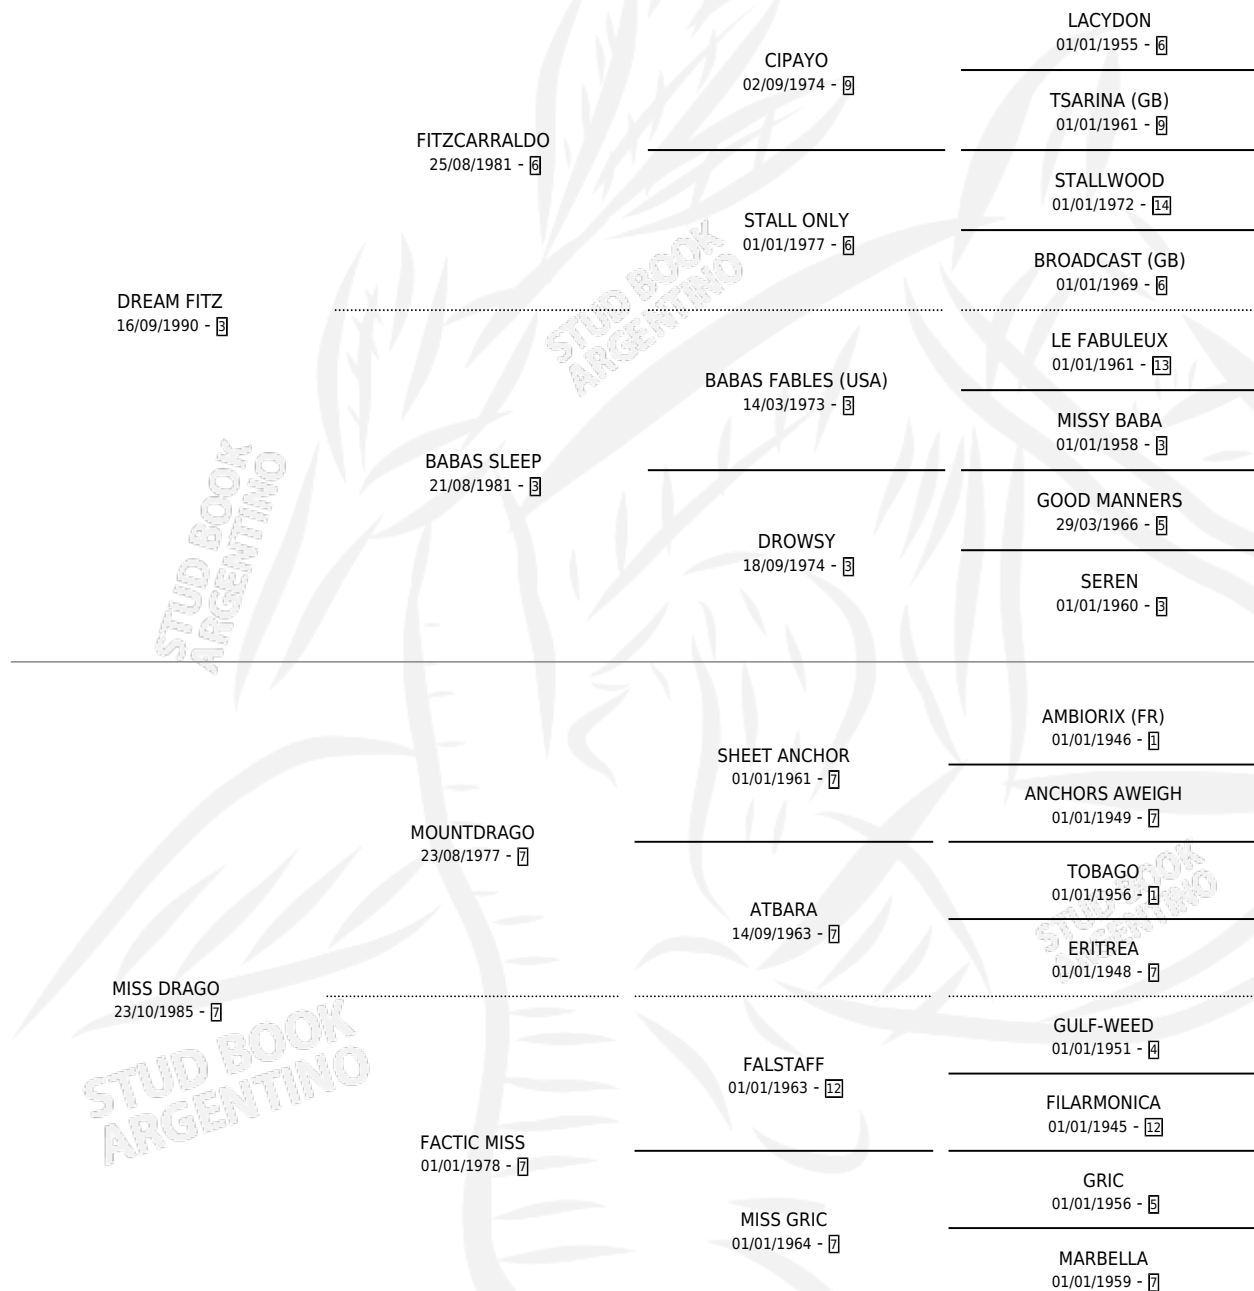 LACYDON
01/01/1955 - 6
CIPAYO
02/09/1974 - 9
TSARINA (GB)
01/01/1961 - 9
FITZCARRALDO
25/08/1981 - 6
STALLWOOD
01/01/1972 - 14
STALL ONLY
01/01/1977 - 6
BROADCAST (GB)
01/01/1969 - 6
DREAM FITZ
16/09/1990 - 3
STUD BOOK
ARGENTINO
LE FABULEUX
01/01/1961 - 13
BABAS FABLES (USA)
14/03/1973 - 3
MISSY BABA
01/01/1958 - 3
BABAS SLEEP
21/08/1981 - 3
GOOD MANNERS
29/03/1966 - 5
DROWSY
18/09/1974 - 3
SEREN
01/01/1960 - 3
STUD BOOK
ARGENTINO
AMBIORIX (FR)
01/01/1946 - 1
SHEET ANCHOR
01/01/1961 - 7
ANCHORS AWEIGH
01/01/1949 - 7
MOUNTDRAGO
23/08/1977 - 7
TOBAGO
01/01/1956 - 1
ATBARA
14/09/1963 - 7
STUD BOOK
ARGENTINO
ERITREA
01/01/1948 - 7
MISS DRAGO
23/10/1985 - 7
GULF-WEED
01/01/1951 - 4
FALSTAFF
01/01/1963 - 12
FILARMONICA
01/01/1945 - 12
STUD BOOK
ARGENTINO
FACTIC MISS
01/01/1978 - 7
GRIC
01/01/1956 - 5
MISS GRIC
01/01/1964 - 7
MARBELLA
01/01/1959 - 7